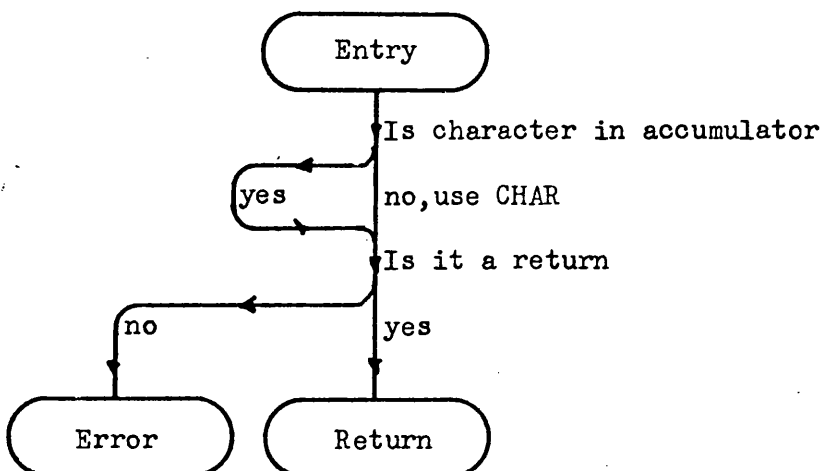 Entry
Is character in accumulator
yes
no,use CHAR
Is it a return
no
yes
Error
Return